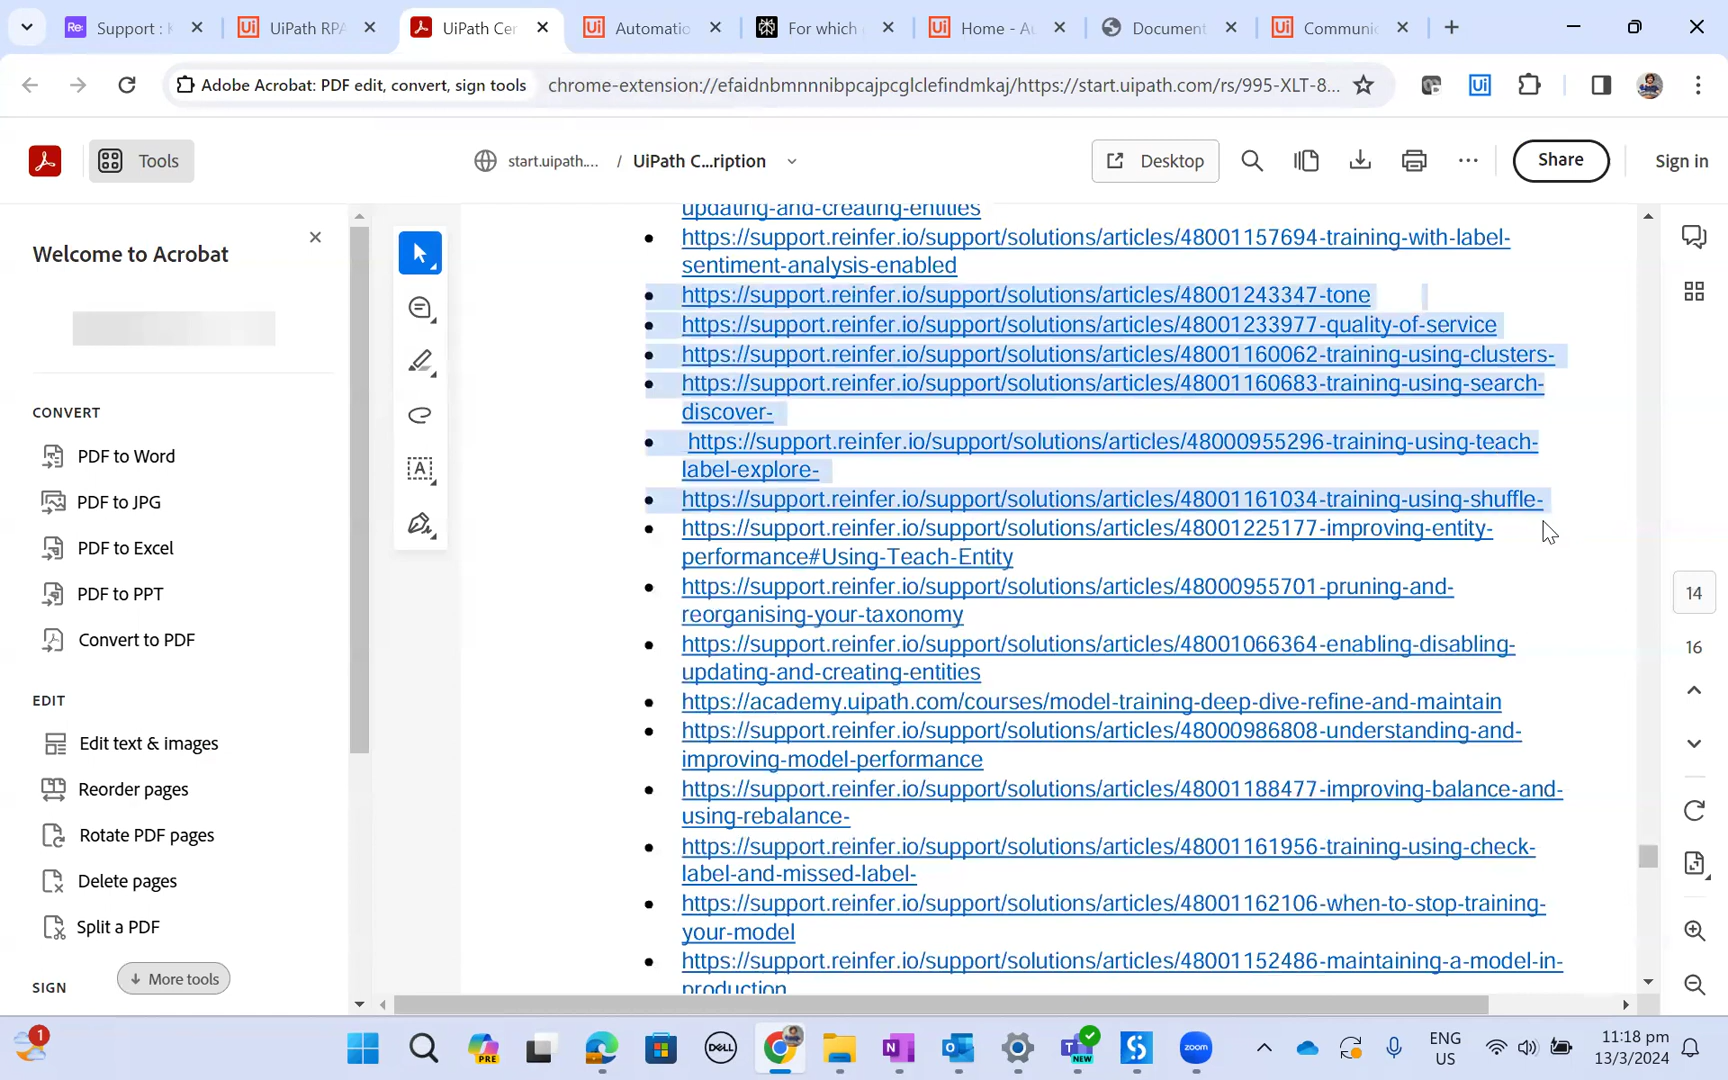 Support : K
UiPath RPA
UiPath Cer
Automatio
For which
Home - Au
Document
Communic
Adobe Acrobat: PDF edit, convert, sign tools
chrome-extension://efaidnbmnnnibpcajpcglclefindmkaj/https://start.uipath.com/rs/995-XLT-8...
Tools
start.uipath.... / UiPath C...ription
Desktop
Share
Sign in
Welcome to Acrobat
CONVERT
PDF to Word
PDF to JPG
PDF to Excel
PDF to PPT
Convert to PDF
EDIT
Edit text & images
Reorder pages
Rotate PDF pages
Delete pages
Split a PDF
More tools
SIGN
updating-and-creating-entities
https://support.reinfer.io/support/solutions/articles/48001157694-training-with-label-
sentiment-analysis-enabled
https://support.reinfer.io/support/solutions/articles/48001243347-tone
https://support.reinfer.io/support/solutions/articles/48001233977-quality-of-service
https://support.reinfer.io/support/solutions/articles/48001160062-training-using-clusters-
https://support.reinfer.io/support/solutions/articles/48001160683-training-using-search-
discover-
https://support.reinfer.io/support/solutions/articles/48000955296-training-using-teach-
label-explore-
https://support.reinfer.io/support/solutions/articles/48001161034-training-using-shuffle-
https://support.reinfer.io/support/solutions/articles/48001225177-improving-entity-
performance#Using-Teach-Entity
https://support.reinfer.io/support/solutions/articles/48000955701-pruning-and-
reorganising-your-taxonomy
https://support.reinfer.io/support/solutions/articles/48001066364-enabling-disabling-
updating-and-creating-entities
https://academy.uipath.com/courses/model-training-deep-dive-refine-and-maintain
https://support.reinfer.io/support/solutions/articles/48000986808-understanding-and-
improving-model-performance
https://support.reinfer.io/support/solutions/articles/48001188477-improving-balance-and-
using-rebalance-
https://support.reinfer.io/support/solutions/articles/48001161956-training-using-check-
label-and-missed-label-
https://support.reinfer.io/support/solutions/articles/48001162106-when-to-stop-training-
your-model
https://support.reinfer.io/support/solutions/articles/48001152486-maintaining-a-model-in-
production
14
16
1
PRE
DELL
NEW
zoom
ENG
US
11:18 pm
13/3/2024